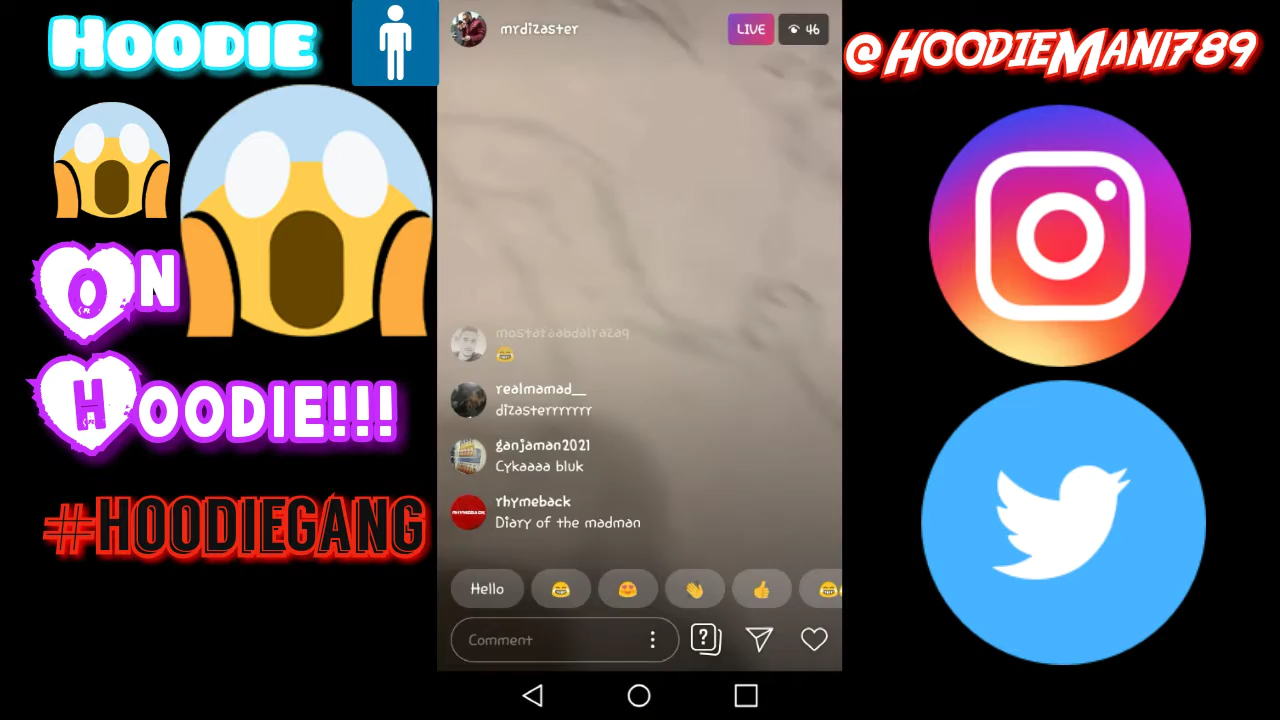 HOODIE
ON
HOODIE!!!
#HOODIEGANG
mrdizaster
LIVE
46
mostafaabdalrazaq
realmamad__
dizasterrrrrrr
ganjaman2021
Cykaaaa bluk
rhymeback
Diary of the madman
Hello
Comment
@HOODIEMAN1789